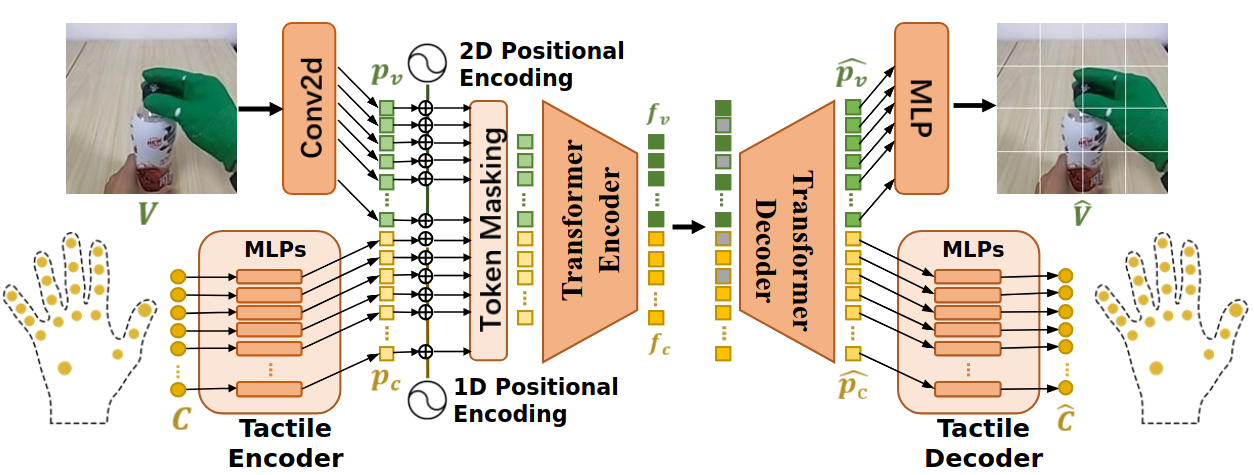 V
Conv2d
p_v
2D Positional
Encoding
Token Masking
Transformer
Encoder
f_v
Transformer
Decoder
\widehat{p_v}
MLP
\widehat{V}
MLPs
C
Tactile
Encoder
p_c
1D Positional
Encoding
f_c
\widehat{p_c}
MLPs
Tactile
Decoder
\widehat{C}